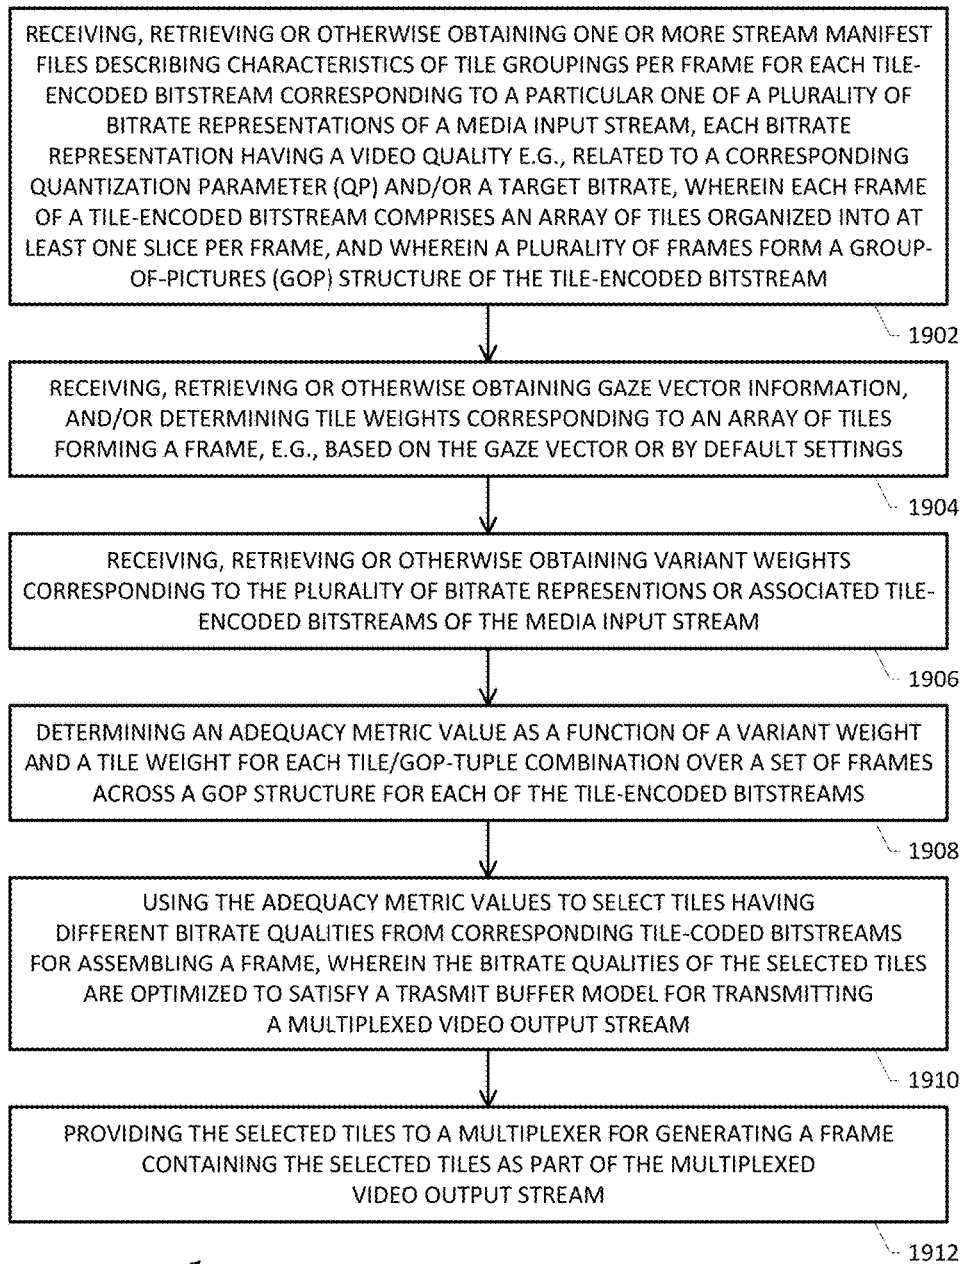 RECEIVING, RETRIEVING OR OTHERWISE OBTAINING ONE OR MORE STREAM MANIFEST
FILES DESCRIBING CHARACTERISTICS OF TILE GROUPINGS PER FRAME FOR EACH TILE-
ENCODED BITSTREAM CORRESPONDING TO A PARTICULAR ONE OF A PLURALITY OF
BITRATE REPRESENTATIONS OF A MEDIA INPUT STREAM, EACH BITRATE
REPRESENTATION HAVING A VIDEO QUALITY E.G., RELATED TO A CORRESPONDING
QUANTIZATION PARAMETER (QP) AND/OR A TARGET BITRATE, WHEREIN EACH FRAME
OF A TILE-ENCODED BITSTREAM COMPRISES AN ARRAY OF TILES ORGANIZED INTO AT
LEAST ONE SLICE PER FRAME, AND WHEREIN A PLURALITY OF FRAMES FORM A GROUP-
OF-PICTURES (GOP) STRUCTURE OF THE TILE-ENCODED BITSTREAM
1902
RECEIVING, RETRIEVING OR OTHERWISE OBTAINING GAZE VECTOR INFORMATION,
AND/OR DETERMINING TILE WEIGHTS CORRESPONDING TO AN ARRAY OF TILES
FORMING A FRAME, E.G., BASED ON THE GAZE VECTOR OR BY DEFAULT SETTINGS
1904
RECEIVING, RETRIEVING OR OTHERWISE OBTAINING VARIANT WEIGHTS
CORRESPONDING TO THE PLURALITY OF BITRATE REPRESENTIONS OR ASSOCIATED TILE-
ENCODED BITSTREAMS OF THE MEDIA INPUT STREAM
1906
DETERMINING AN ADEQUACY METRIC VALUE AS A FUNCTION OF A VARIANT WEIGHT
AND A TILE WEIGHT FOR EACH TILE/GOP-TUPLE COMBINATION OVER A SET OF FRAMES
ACROSS A GOP STRUCTURE FOR EACH OF THE TILE-ENCODED BITSTREAMS
1908
USING THE ADEQUACY METRIC VALUES TO SELECT TILES HAVING
DIFFERENT BITRATE QUALITIES FROM CORRESPONDING TILE-CODED BITSTREAMS
FOR ASSEMBLING A FRAME, WHEREIN THE BITRATE QUALITIES OF THE SELECTED TILES
ARE OPTIMIZED TO SATISFY A TRASMIT BUFFER MODEL FOR TRANSMITTING
A MULTIPLEXED VIDEO OUTPUT STREAM
1910
PROVIDING THE SELECTED TILES TO A MULTIPLEXER FOR GENERATING A FRAME
CONTAINING THE SELECTED TILES AS PART OF THE MULTIPLEXED
VIDEO OUTPUT STREAM
1912